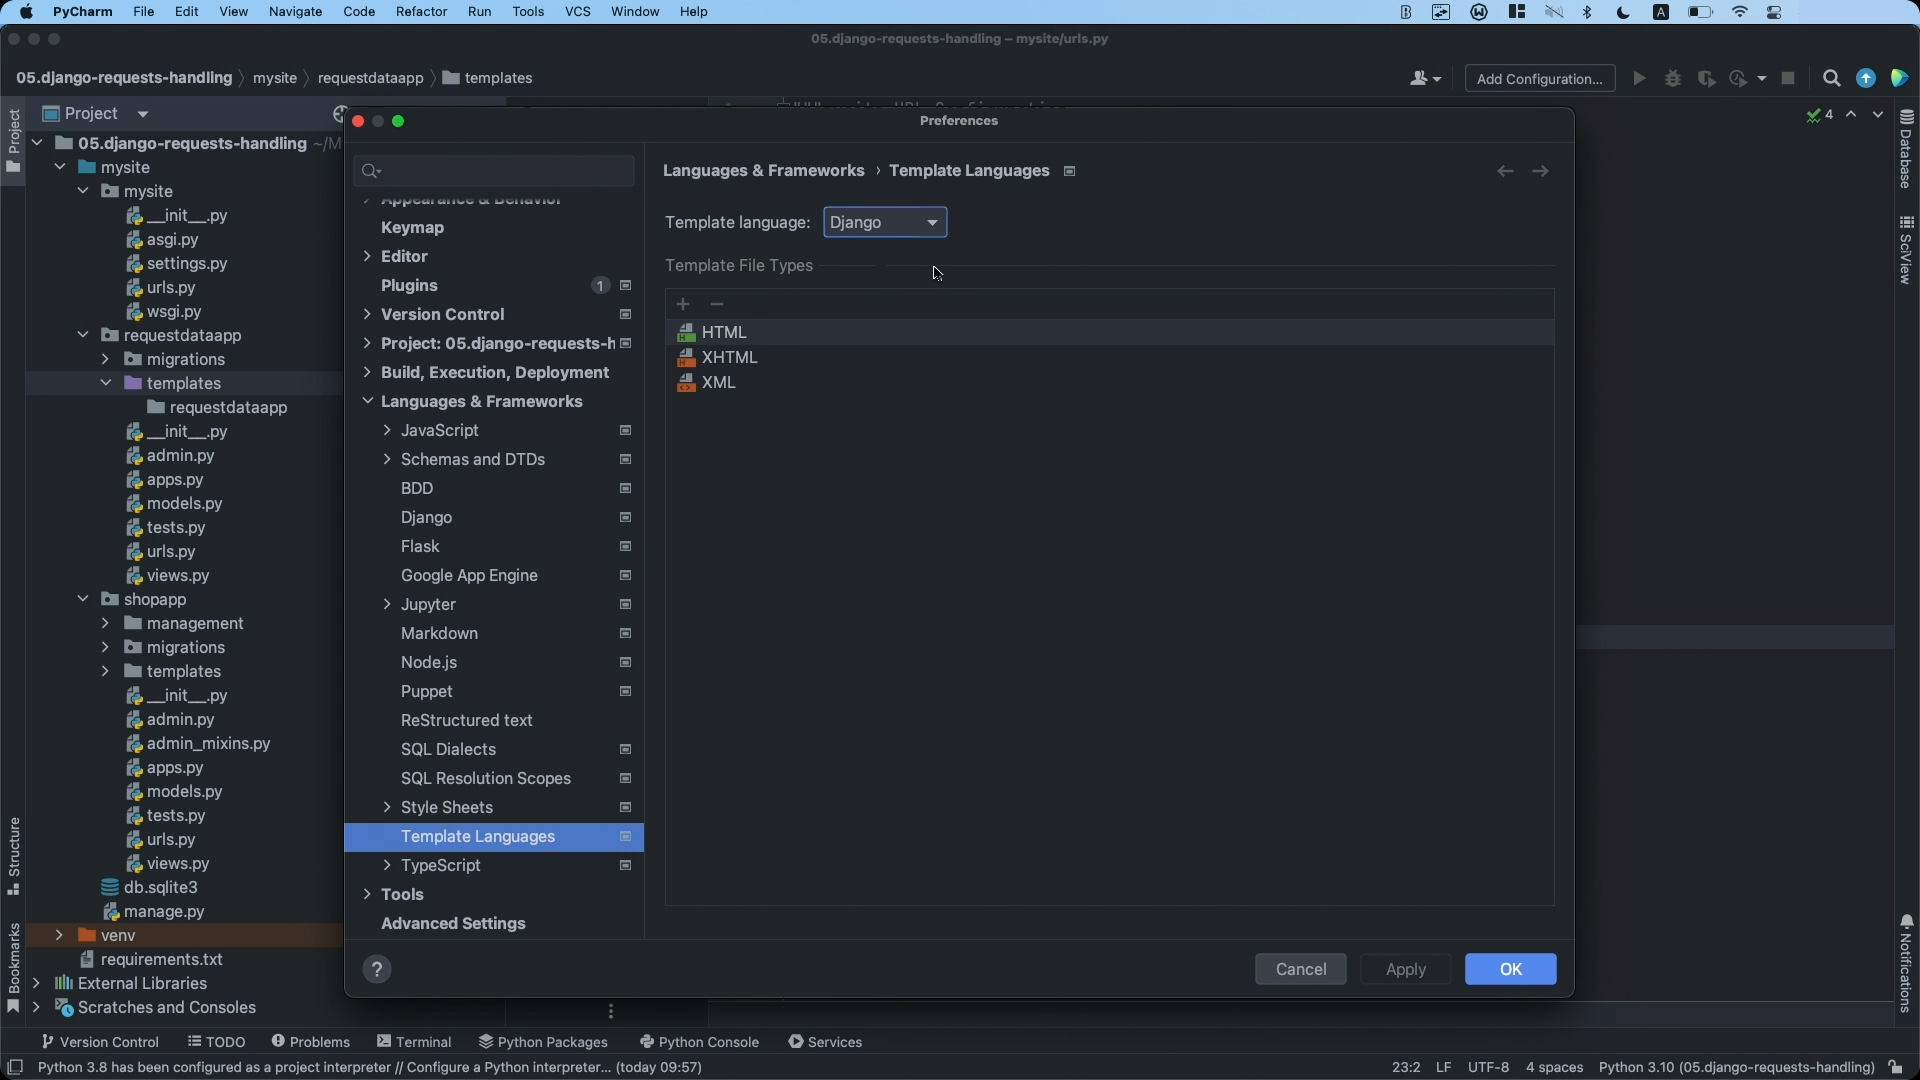 PyCharm File Edit View Navigate Code Refactor Run Tools VCS Window Help
05.django-requests-handling – mysite/urls.py
05.django-requests-handling mysite requestdataapp templates
Add Configuration...
Project
Project
4
Database
SciView
Notifications
Structure
Bookmarks
05.django-requests-handling ~/M
mysite
mysite
__init__.py
asgi.py
settings.py
urls.py
wsgi.py
requestdataapp
migrations
templates
requestdataapp
__init__.py
admin.py
apps.py
models.py
tests.py
urls.py
views.py
shopapp
management
migrations
templates
__init__.py
admin.py
admin_mixins.py
apps.py
models.py
tests.py
urls.py
views.py
db.sqlite3
manage.py
venv
requirements.txt
External Libraries
Scratches and Consoles
Preferences
Appearance & Behavior
Keymap
Editor
Plugins 1
Version Control
Project: 05.django-requests-h
Build, Execution, Deployment
Languages & Frameworks
JavaScript
Schemas and DTDs
BDD
Django
Flask
Google App Engine
Jupyter
Markdown
Node.js
Puppet
ReStructured text
SQL Dialects
SQL Resolution Scopes
Style Sheets
Template Languages
TypeScript
Tools
Advanced Settings
Languages & Frameworks › Template Languages
Template language: Django
Template File Types
HTML
XHTML
XML
?
Cancel Apply OK
Version Control TODO Problems Terminal Python Packages Python Console Services
Python 3.8 has been configured as a project interpreter // Configure a Python interpreter... (today 09:57)
23:2 LF UTF-8 4 spaces Python 3.10 (05.django-requests-handling)